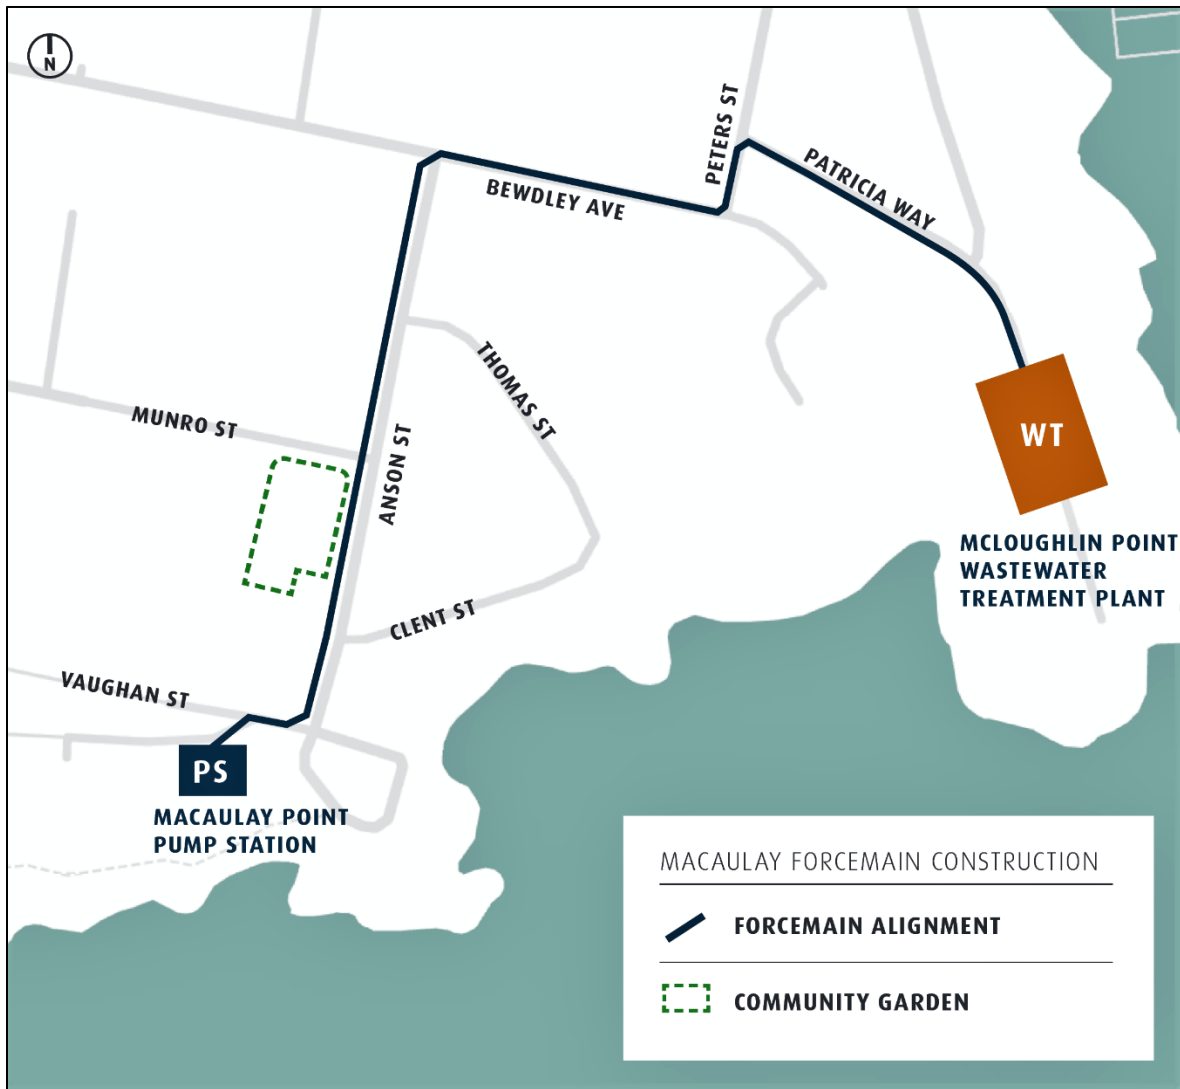 N
PETERS ST
PATRICIA WAY
BEWDLEY AVE
THOMAS ST
MUNRO ST
ANSON ST
WT
MCLOUGHLIN POINT
WASTEWATER
TREATMENT PLANT
CLENT ST
VAUGHAN ST
PS
MACAULAY POINT
PUMP STATION
MACAULAY FORCEMAIN CONSTRUCTION
FORCEMAIN ALIGNMENT
COMMUNITY GARDEN